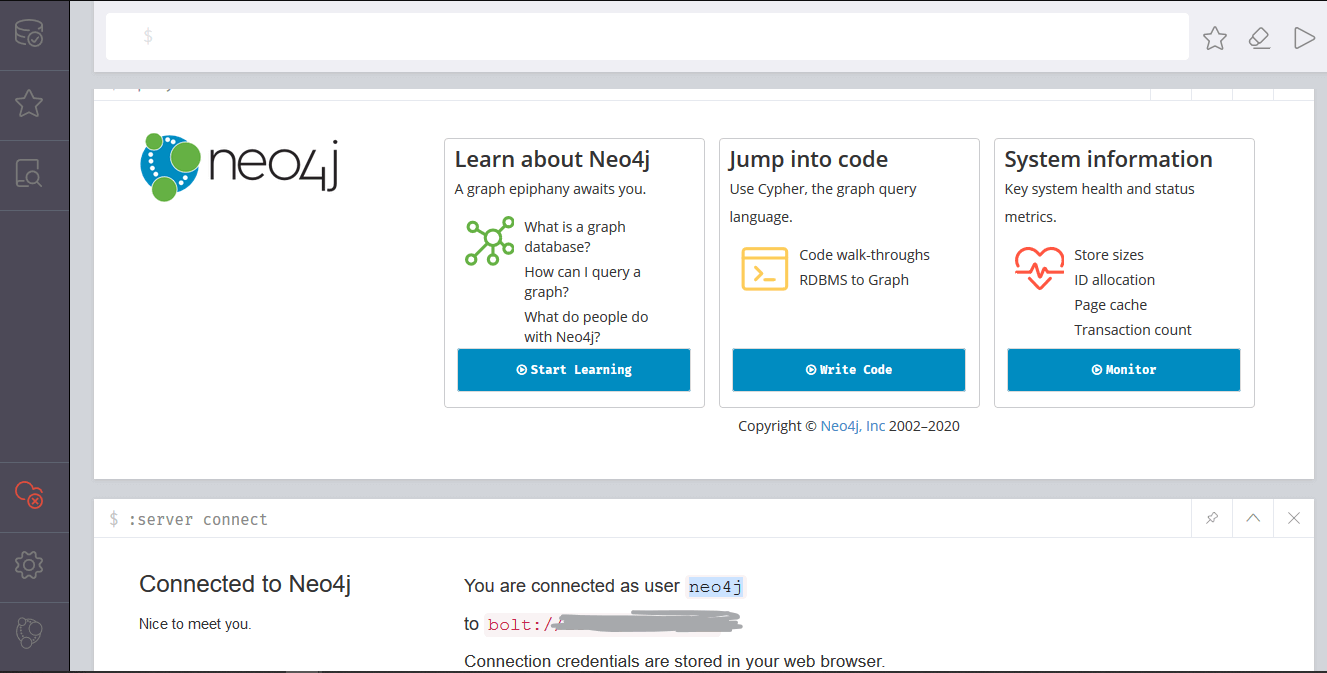 $
neo4j
Learn about Neo4j
A graph epiphany awaits you.
What is a graph
database?
How can I query a
graph?
What do people do
with Neo4j?
Start Learning
Jump into code
Use Cypher, the graph query
language.
Code walk-throughs
RDBMS to Graph
Write Code
System information
Key system health and status
metrics.
Store sizes
ID allocation
Page cache
Transaction count
Monitor
Copyright © Neo4j, Inc 2002–2020
$ :server connect
Connected to Neo4j
Nice to meet you.
You are connected as user neo4j
to bolt://
Connection credentials are stored in your web browser.